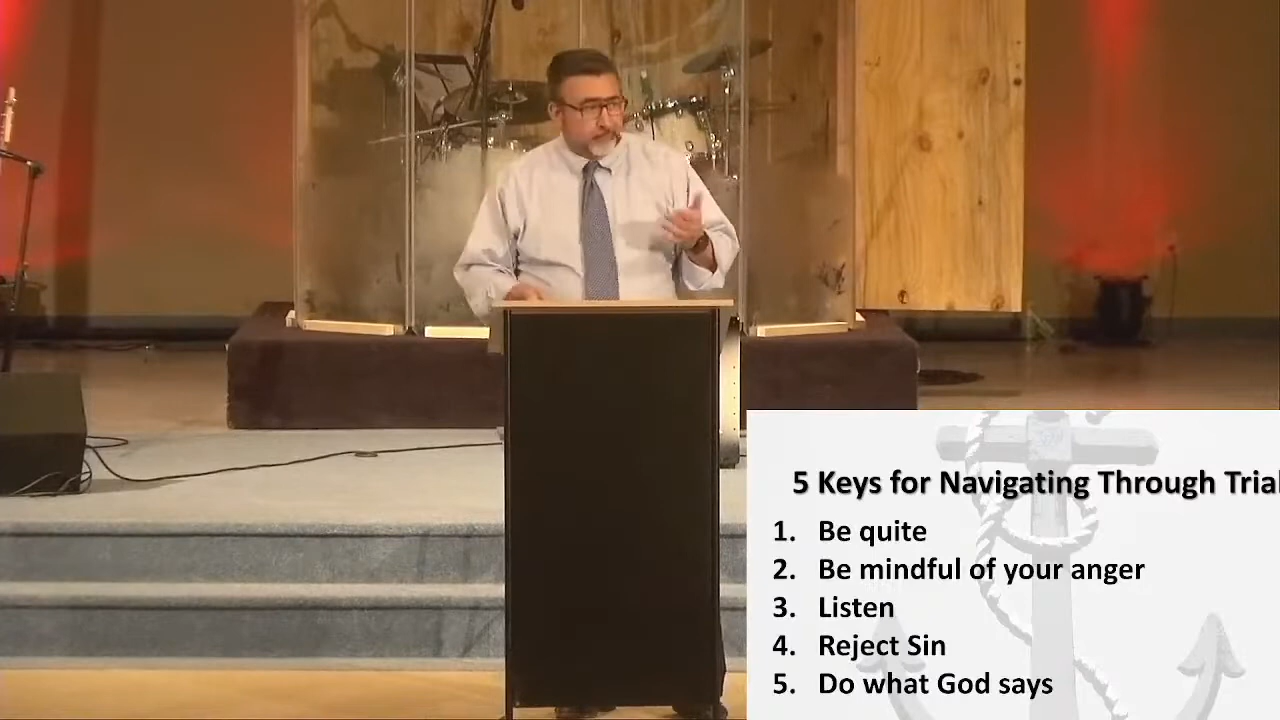 5 Keys for Navigating Through Trial
1. Be quite
2. Be mindful of your anger
3. Listen
4. Reject Sin
5. Do what God says